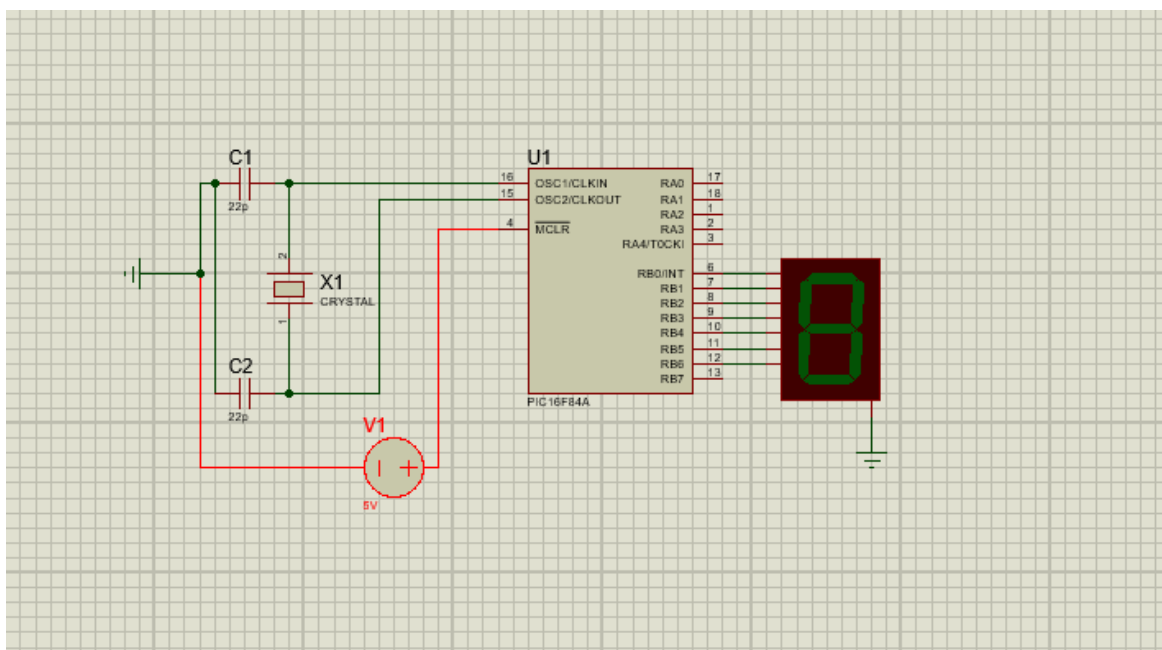 C1
22p
X1
CRYSTAL
2
1
C2
22p
V1
5V
U1
16
15
4
OSC1/CLKIN
OSC2/CLKOUT
MCLR
RA0
RA1
RA2
RA3
RA4/T0CKI
RB0/INT
RB1
RB2
RB3
RB4
RB5
RB6
RB7
17
18
1
2
3
6
7
8
9
10
11
12
13
PIC16F84A